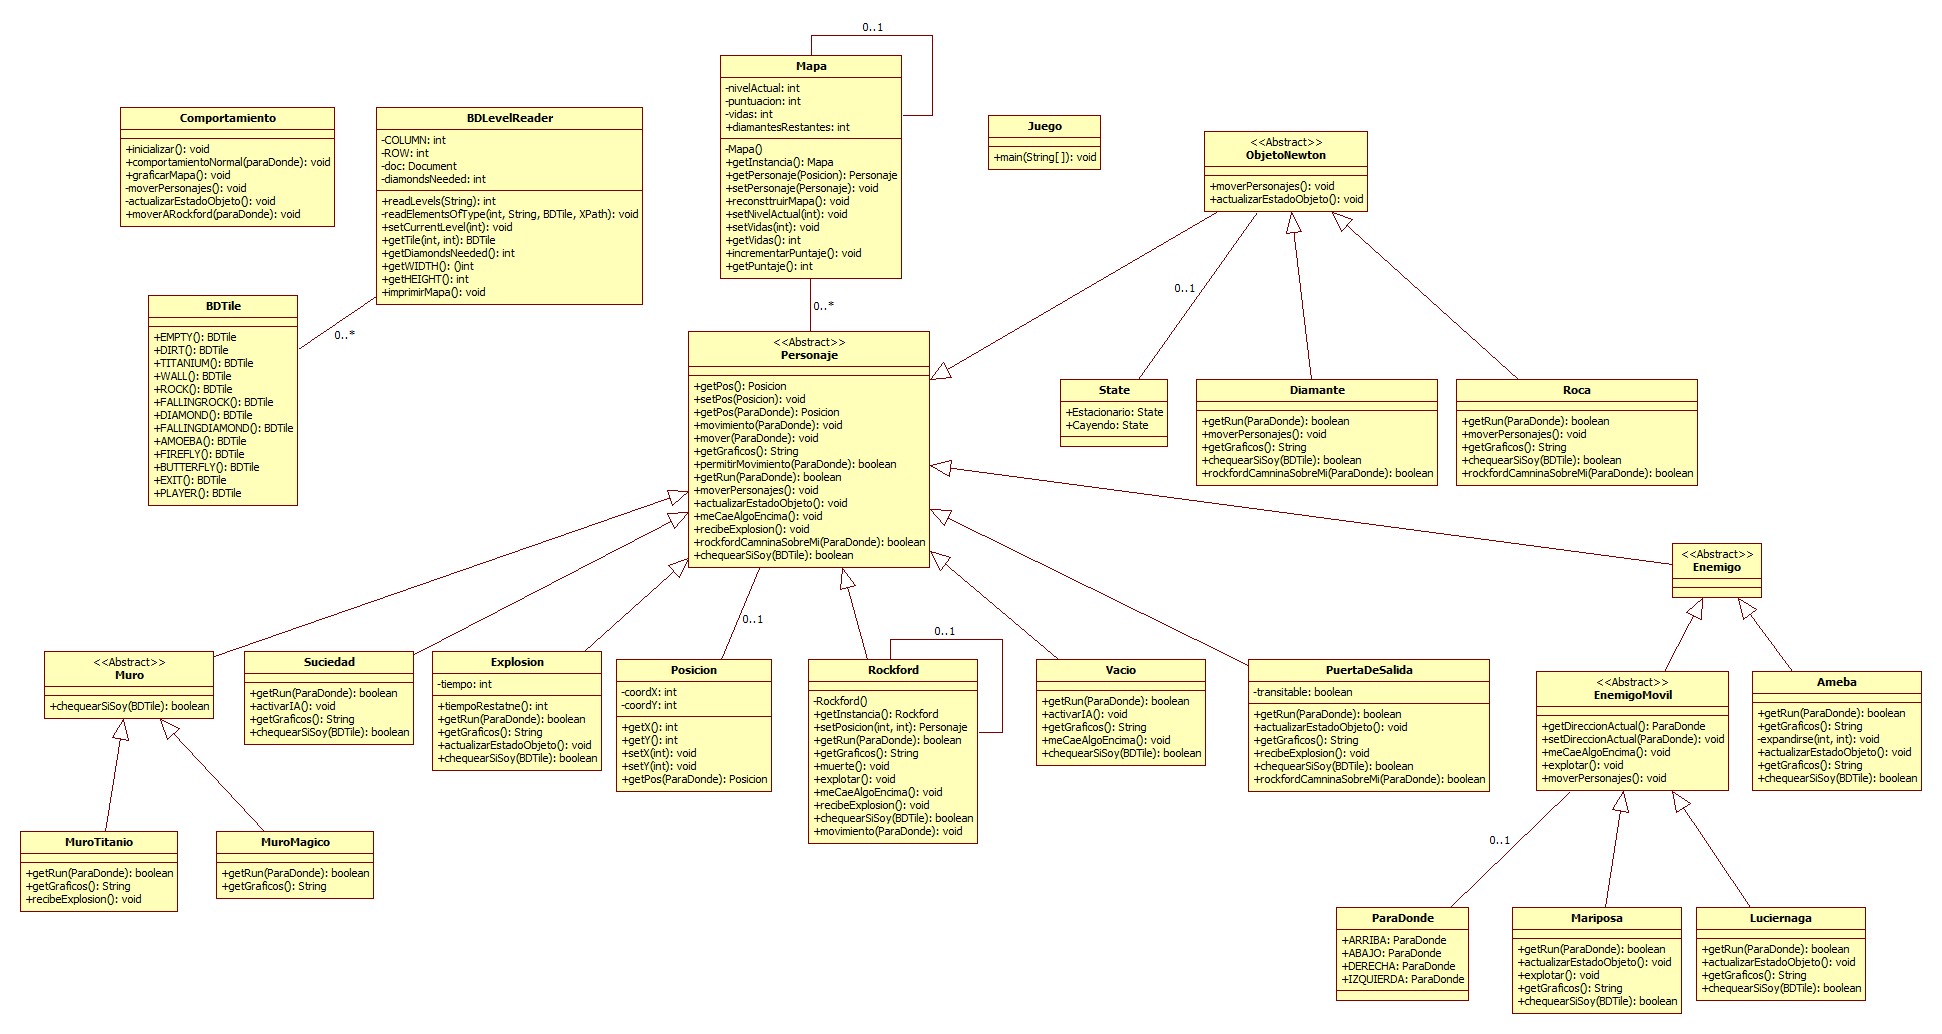 0..1
Mapa
-nivelActual: int
-puntuacion: int
-vidas: int
+diamantesRestantes: int
-Mapa()
+getInstancia(): Mapa
+getPersonaje(Posicion): Personaje
+setPersonaje(Personaje): void
+reconsttruirMapa(): void
+setNivelActual(int): void
+setVidas(int): void
+getVidas(): int
+incrementarPuntaje(): void
+getPuntaje(): int
Comportamiento
+inicializar(): void
+comportamientoNormal(paraDonde): void
+graficarMapa(): void
-moverPersonajes(): void
-actualizarEstadoObjeto(): void
+moverARockford(paraDonde): void
BDLevelReader
-COLUMN: int
-ROW: int
-doc: Document
-diamondsNeeded: int
+readLevels(String): int
-readElementsOfType(int, String, BDTile, XPath): void
+setCurrentLevel(int): void
+getTile(int, int): BDTile
+getDiamondsNeeded(): int
+getWIDTH(): ()int
+getHEIGHT(): int
+imprimirMapa(): void
Juego
+main(String[]): void
<<Abstract>>
ObjetoNewton
+moverPersonajes(): void
+actualizarEstadoObjeto(): void
BDTile
+EMPTY(): BDTile
+DIRT(): BDTile
+TITANIUM(): BDTile
+WALL(): BDTile
+ROCK(): BDTile
+FALLINGROCK(): BDTile
+DIAMOND(): BDTile
+FALLINGDIAMOND(): BDTile
+AMOEBA(): BDTile
+FIREFLY(): BDTile
+BUTTERFLY(): BDTile
+EXIT(): BDTile
+PLAYER(): BDTile
0..*
0..*
0..1
<<Abstract>>
Personaje
+getPos(): Posicion
+setPos(Posicion): void
+getPos(ParaDonde): Posicion
+movimiento(ParaDonde): void
+mover(ParaDonde): void
+getGraficos(): String
+permitirMovimiento(ParaDonde): boolean
+getRun(ParaDonde): boolean
+moverPersonajes(): void
+actualizarEstadoObjeto(): void
+meCaeAlgoEncima(): void
+recibeExplosion(): void
+rockfordCamninaSobreMi(ParaDonde): boolean
+chequearSiSoy(BDTile): boolean
State
+Estacionario: State
+Cayendo: State
Diamante
+getRun(ParaDonde): boolean
+moverPersonajes(): void
+getGraficos(): String
+chequearSiSoy(BDTile): boolean
+rockfordCamninaSobreMi(ParaDonde): boolean
Roca
+getRun(ParaDonde): boolean
+moverPersonajes(): void
+getGraficos(): String
+chequearSiSoy(BDTile): boolean
+rockfordCamninaSobreMi(ParaDonde): boolean
<<Abstract>>
Enemigo
0..1
0..1
<<Abstract>>
Muro
+chequearSiSoy(BDTile): boolean
Suciedad
+getRun(ParaDonde): boolean
+activarIA(): void
+getGraficos(): String
+chequearSiSoy(BDTile): boolean
Explosion
-tiempo: int
+tiempoRestatne(): int
+getRun(ParaDonde): boolean
+getGraficos(): String
+actualizarEstadoObjeto(): void
+chequearSiSoy(BDTile): boolean
Posicion
-coordX: int
-coordY: int
+getX(): int
+getY(): int
+setX(int): void
+setY(int): void
+getPos(ParaDonde): Posicion
Rockford
-Rockford()
+getInstancia(): Rockford
+setPosicion(int, int): Personaje
+getRun(ParaDonde): boolean
+getGraficos(): String
+muerte(): void
+explotar(): void
+meCaeAlgoEncima(): void
+recibeExplosion(): void
+chequearSiSoy(BDTile): boolean
+movimiento(ParaDonde): void
Vacio
+getRun(ParaDonde): boolean
+activarIA(): void
+getGraficos(): String
+meCaeAlgoEncima(): void
+chequearSiSoy(BDTile): boolean
PuertaDeSalida
-transitable: boolean
+getRun(ParaDonde): boolean
+actualizarEstadoObjeto(): void
+getGraficos(): String
+recibeExplosion(): void
+chequearSiSoy(BDTile): boolean
+rockfordCamninaSobreMi(ParaDonde): boolean
<<Abstract>>
EnemigoMovil
+getDireccionActual(): ParaDonde
+setDireccionActual(ParaDonde): void
+meCaeAlgoEncima(): void
+explotar(): void
+moverPersonajes(): void
Ameba
+getRun(ParaDonde): boolean
+getGraficos(): String
+expandirse(int, int): void
+actualizarEstadoObjeto(): void
+getGraficos(): String
+chequearSiSoy(BDTile): boolean
MuroTitanio
+getRun(ParaDonde): boolean
+getGraficos(): String
+recibeExplosion(): void
MuroMagico
+getRun(ParaDonde): boolean
+getGraficos(): String
0..1
ParaDonde
+ARRIBA: ParaDonde
+ABAJO: ParaDonde
+DERECHA: ParaDonde
+IZQUIERDA: ParaDonde
Mariposa
+getRun(ParaDonde): boolean
+actualizarEstadoObjeto(): void
+explotar(): void
+getGraficos(): String
+chequearSiSoy(BDTile): boolean
Luciernaga
+getRun(ParaDonde): boolean
+actualizarEstadoObjeto(): void
+getGraficos(): String
+chequearSiSoy(BDTile): boolean